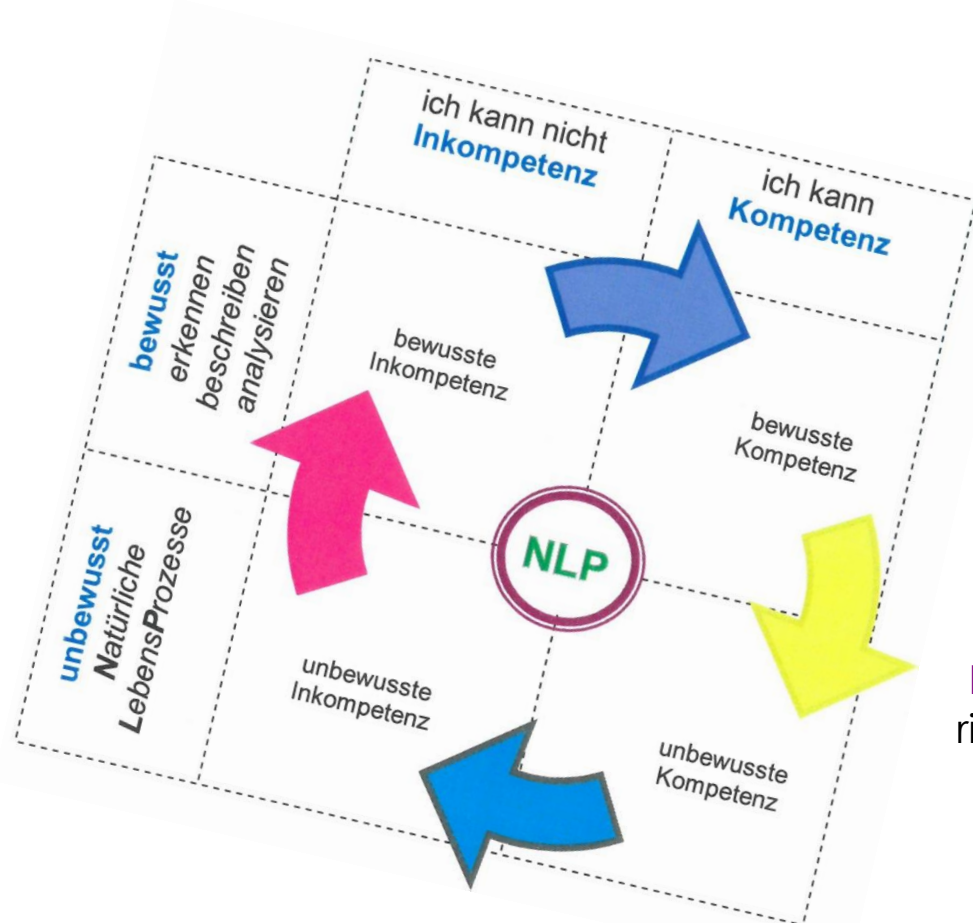 ich kann nicht
Inkompetenz
ich kann
Kompetenz
bewusst
erkennen
beschreiben
analysieren
bewusste
Inkompetenz
bewusste
Kompetenz
NLP
unbewusst
Natürliche
LebensProzesse
unbewusste
Inkompetenz
unbewusste
Kompetenz